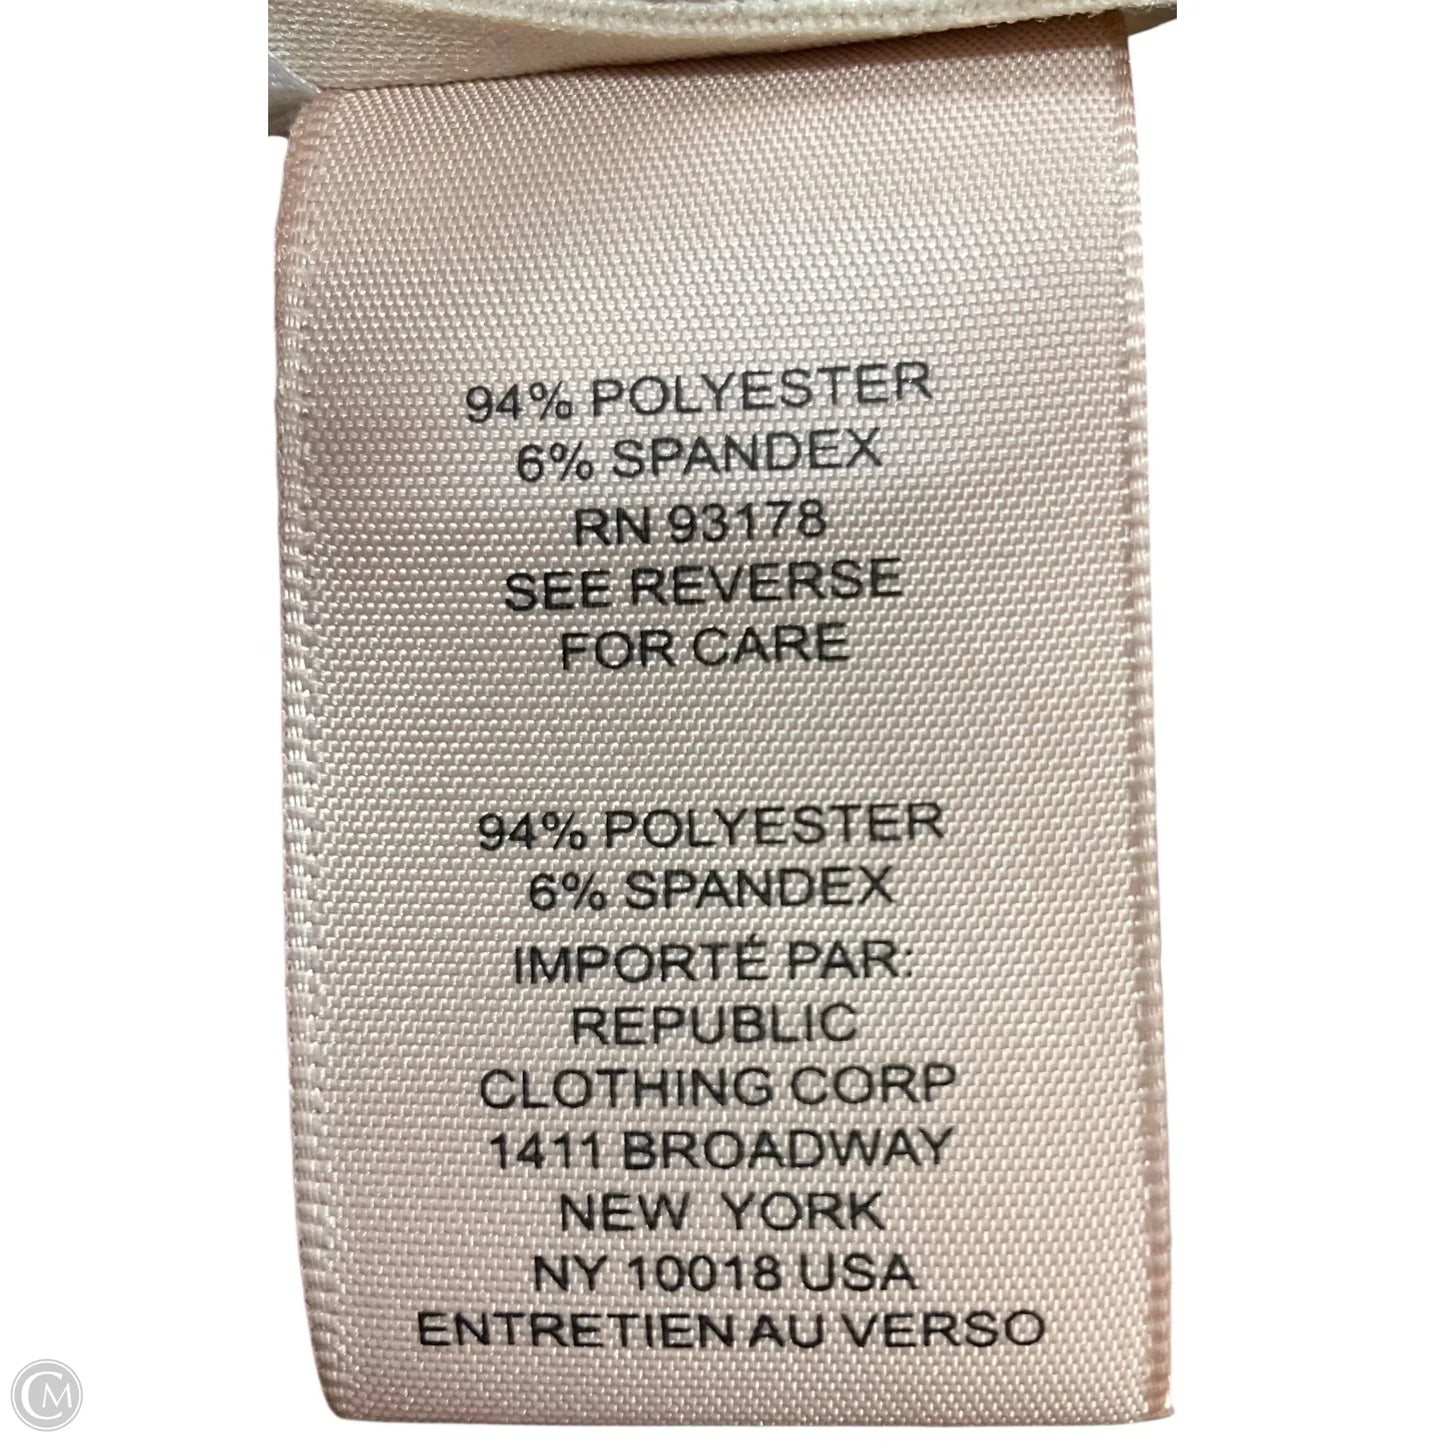 94% POLYESTER
6% SPANDEX
RN 93178
SEE REVERSE
FOR CARE
94% POLYESTER
6% SPANDEX
IMPORTÉ PAR:
REPUBLIC
CLOTHING CORP
1411 BROADWAY
NEW YORK
NY 10018 USA
ENTRETIEN AU VERSO
CM